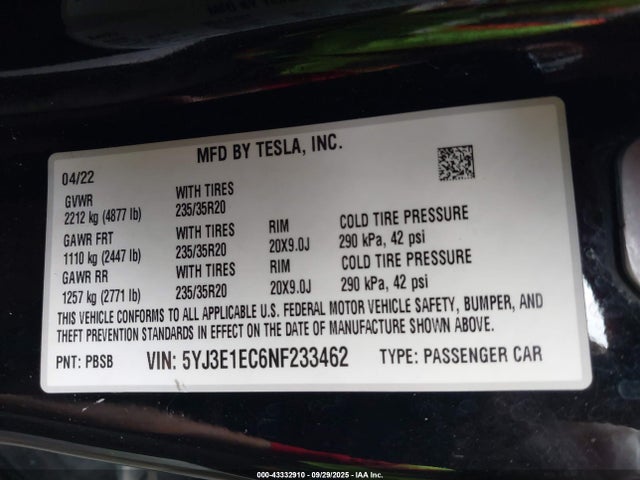 MFD BY TESLA, INC.
04/22
GVWR WITH TIRES
2212 kg (4877 lb) 235/35R20
GAWR FRT WITH TIRES RIM COLD TIRE PRESSURE
1110 kg (2447 lb) 235/35R20 20X9.0J 290 kPa, 42 psi
GAWR RR WITH TIRES RIM COLD TIRE PRESSURE
1257 kg (2771 lb) 235/35R20 20X9.0J 290 kPa, 42 psi
THIS VEHICLE CONFORMS TO ALL APPLICABLE U.S. FEDERAL MOTOR VEHICLE SAFETY, BUMPER, AND
THEFT PREVENTION STANDARDS IN EFFECT ON THE DATE OF MANUFACTURE SHOWN ABOVE.
PNT: PBSB VIN: 5YJ3E1EC6NF233462 TYPE: PASSENGER CAR
000-43332910 - 09/29/2025 - IAA Inc.